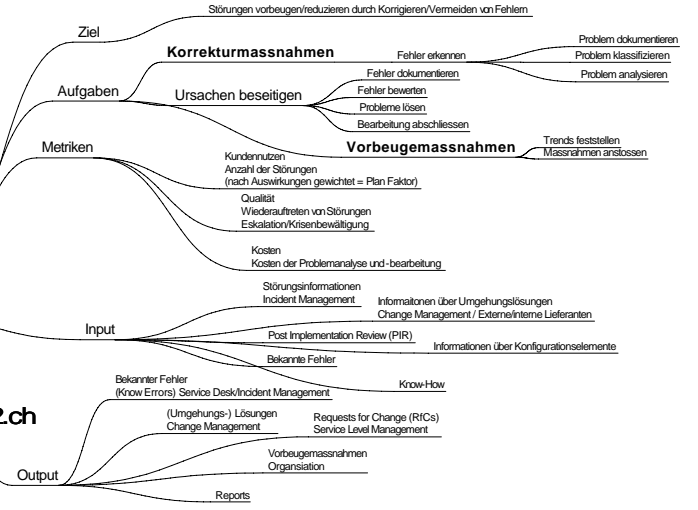 Störungen vorbeugen/reduzieren durch Korrigieren/Vermeiden von Fehlern
Ziel
Korrekturmassnahmen
Fehler erkennen
Problem dokumentieren
Problem klassifizieren
Problem analysieren
Aufgaben
Ursachen beseitigen
Fehler dokumentieren
Fehler bewerten
Probleme lösen
Bearbeitung abschliessen
Vorbeugemassnahmen
Trends feststellen
Massnahmen anstossen
Metriken
Kundennutzen
Anzahl der Störungen
(nach Auswirkungen gewichtet = Plan Faktor)
Qualität
Wiederauftreten von Störungen
Eskalation/Krisenbewältigung
Kosten
Kosten der Problemanalyse und -bearbeitung
Input
Störungsinformationen
Incident Management
Informaitonen über Umgehungslösungen
Change Management / Externe/interne Lieferanten
Post Implementation Review (PIR)
Informationen über Konfigurationselemente
Bekannte Fehler
Know-How
2.ch
Output
Bekannter Fehler
(Know Errors) Service Desk/Incident Management
(Umgehungs-) Lösungen
Change Management
Requests for Change (RfCs)
Service Level Management
Vorbeugemassnahmen
Organsiation
Reports